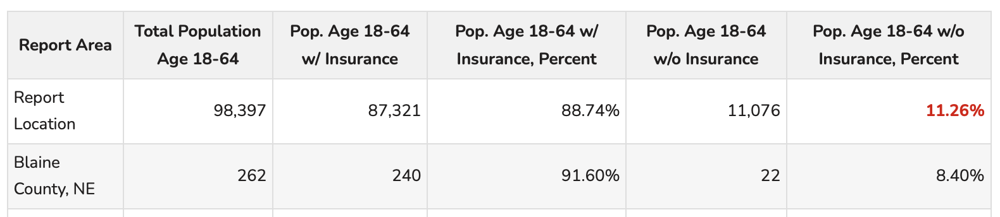 Report Area
Total Population
Age 18-64
Pop. Age 18-64
w/ Insurance
Pop. Age 18-64 w/
Insurance, Percent
Pop. Age 18-64
w/o Insurance
Pop. Age 18-64 w/o
Insurance, Percent
Report
Location
98,397
87,321
88.74%
11,076
11.26%
Blaine
County, NE
262
240
91.60%
22
8.40%